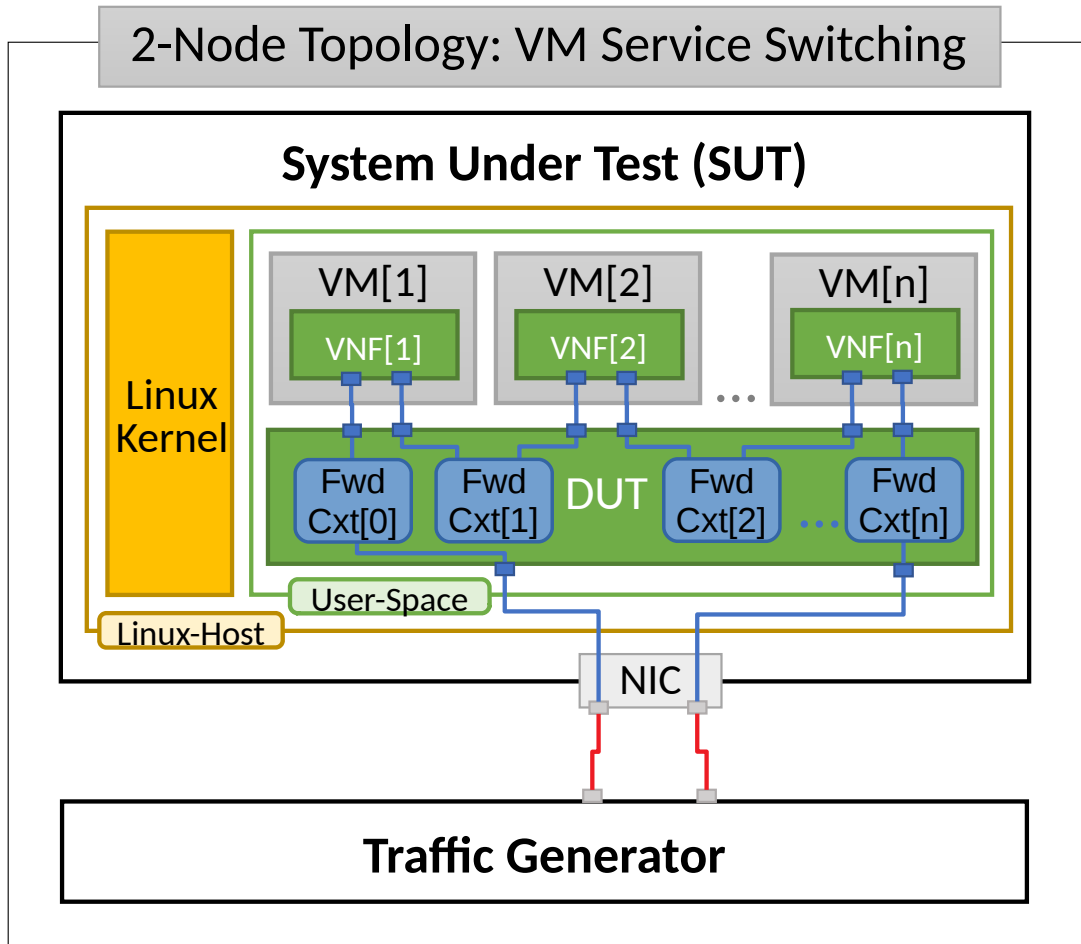 2-Node Topology: VM Service Switching
System Under Test (SUT)
Linux
Kernel
VM[1]
VNF[1]
VM[2]
VNF[2]
...
VM[n]
VNF[n]
Fwd
Cxt[0]
Fwd
Cxt[1]
DUT
Fwd
Cxt[2]
...
Fwd
Cxt[n]
User-Space
Linux-Host
NIC
Traffic Generator